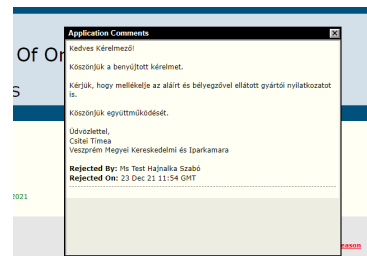 Application Comments
Of Or
s
Kedves Kérelmező!
Köszönjük a benyújtott kérelmet.
Kérjük, hogy mellékelje az aláírt és bélyegzővel ellátott gyártói nyilatkozatot
is.
Köszönjük együttműködését.
Üdvözlettel,
Csitei Tímea
Veszprém Megyei Kereskedelmi és Iparkamara
Rejected By: Ms Test Hajnalka Szabó
Rejected On: 23 Dec 21 11:54 GMT
2021
eason